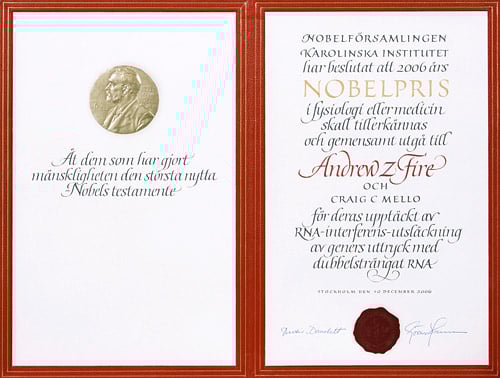 Åt dem som har gjort
mänskligheten den största nytta
Nobels testamente
NOBELFÖRSAMLINGEN
KAROLINSKA INSTITUTET
har beslutat att 2006 års
NOBELPRIS
i fysiologi eller medicin
skall tillerkännas
och gemensamt utgå till
Andrew Z Fire
OCH
CRAIG C MELLO
för deras upptäckt av
RNA-interferens-utsläckning
av geners uttryck med
dubbelsträngat RNA
STOCKHOLM DEN 10 DECEMBER 2006